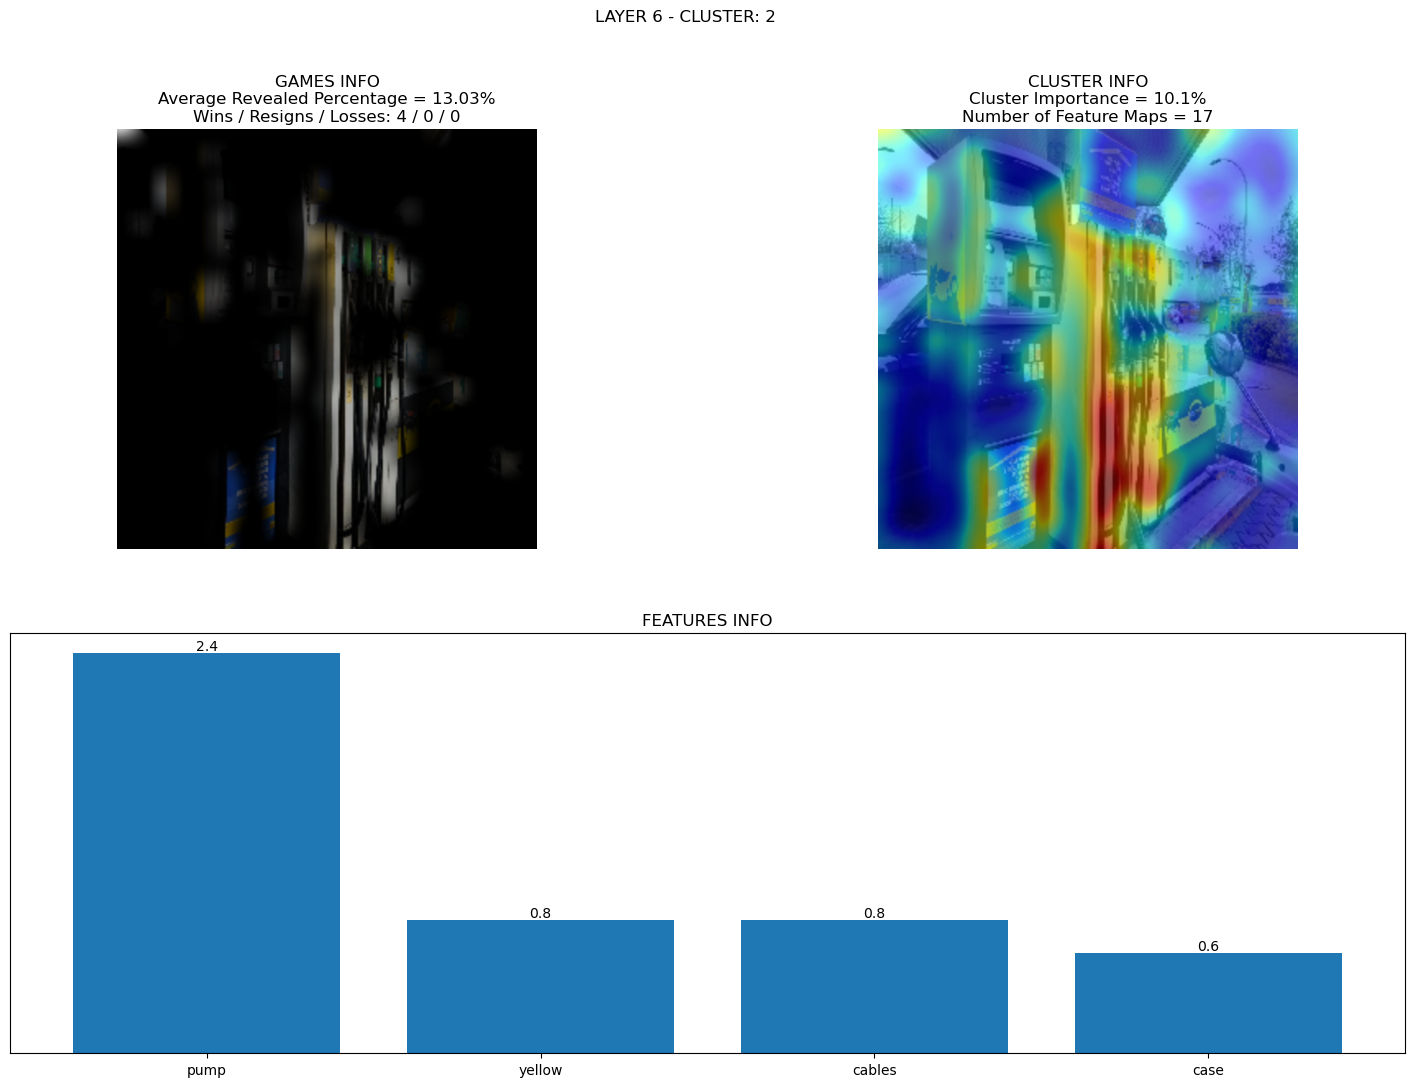 LAYER 6 - CLUSTER: 2
GAMES INFO
Average Revealed Percentage = 13.03%
Wins / Resigns / Losses: 4 / 0 / 0
CLUSTER INFO
Cluster Importance = 10.1%
Number of Feature Maps = 17
FEATURES INFO
2.4
0.8
0.8
0.6
pump
yellow
cables
case